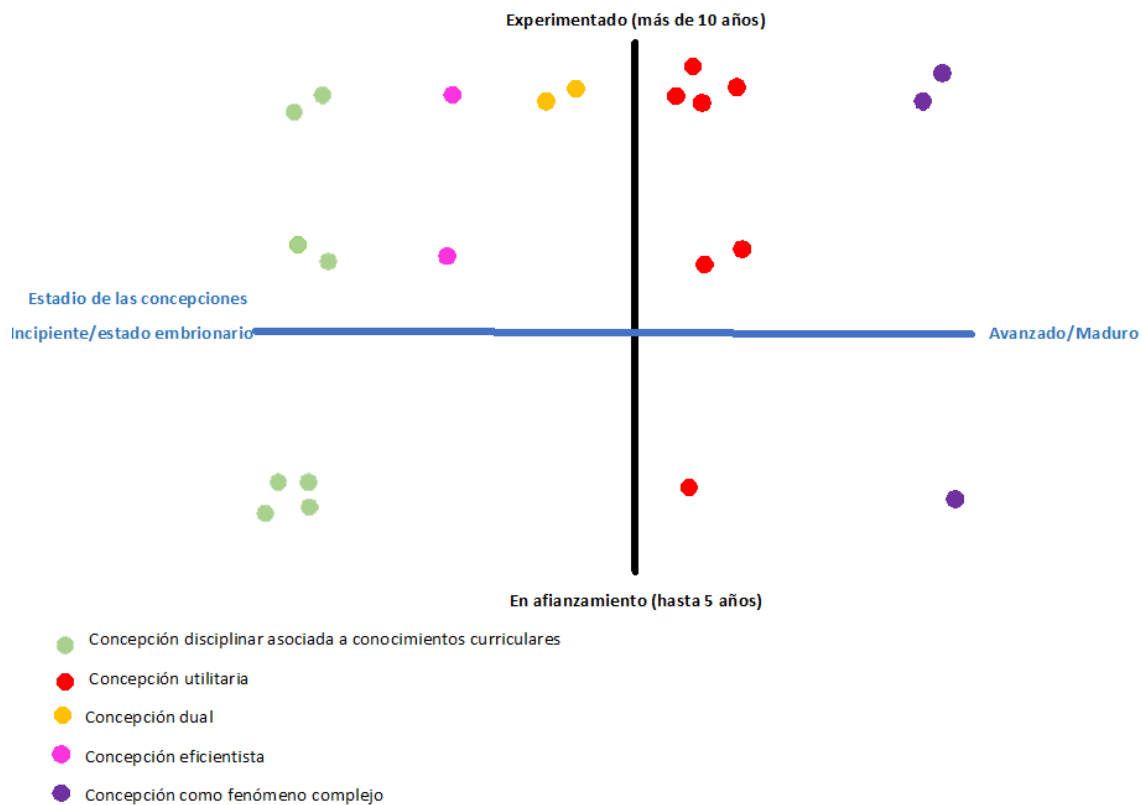 Experimentado (más de 10 años)
Estadio de las concepciones
Incipiente/estado embrionario
Avanzado/Maduro
En afianzamiento (hasta 5 años)
Concepción disciplinar asociada a conocimientos curriculares
Concepción utilitaria
Concepción dual
Concepción eficientista
Concepción como fenómeno complejo